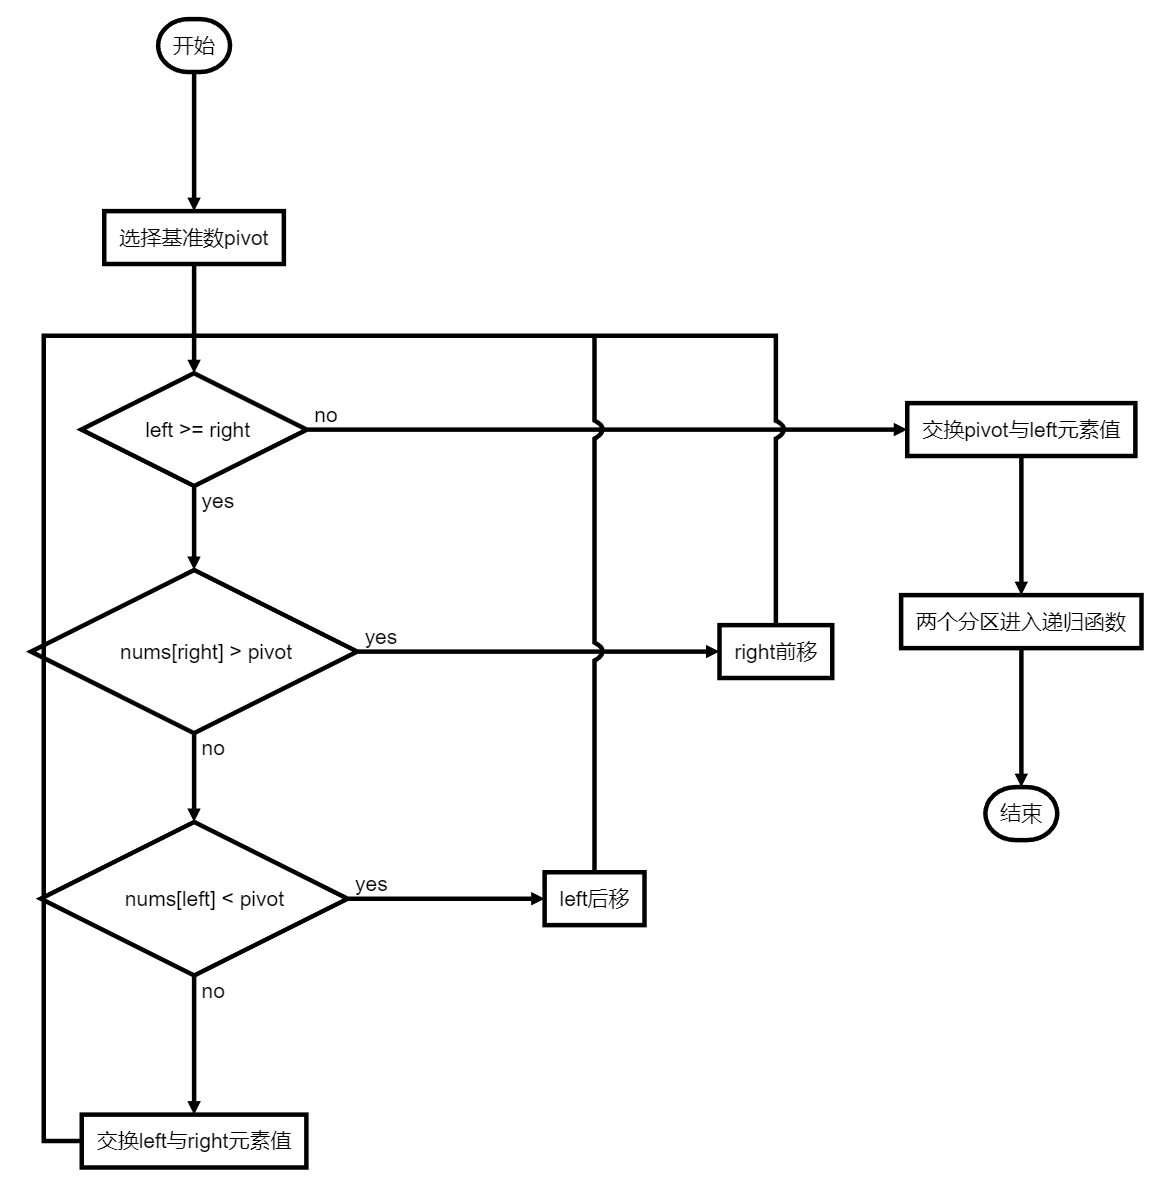 开始
选择基准数pivot
left >= right
no
交换pivot与left元素值
yes
nums[right] > pivot
yes
right前移
两个分区进入递归函数
no
结束
nums[left] < pivot
yes
left后移
no
交换left与right元素值